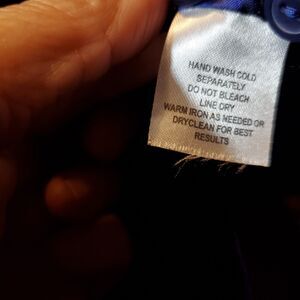 HAND WASH COLD
SEPARATELY
DO NOT BLEACH
LINE DRY
WARM IRON AS NEEDED OR
DRYCLEAN FOR BEST
RESULTS